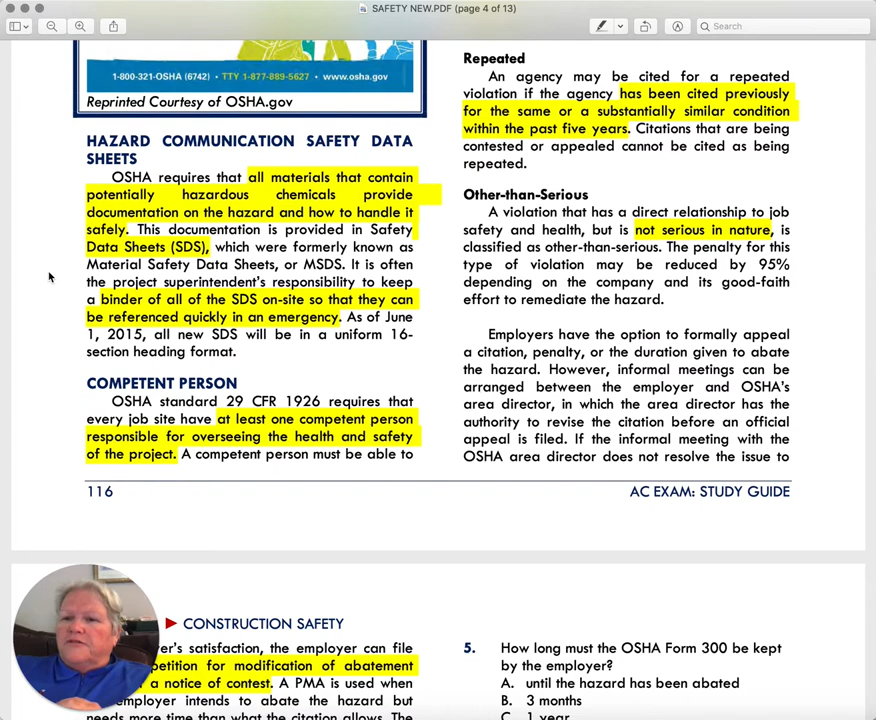 SAFETY NEW.PDF (page 4 of 13)
Search
1-800-321-OSHA (6742) • TTY 1-877-889-5627 • www.osha.gov
Reprinted Courtesy of OSHA.gov
HAZARD COMMUNICATION SAFETY DATA
SHEETS
OSHA requires that all materials that contain
potentially hazardous chemicals provide
documentation on the hazard and how to handle it
safely. This documentation is provided in Safety
Data Sheets (SDS), which were formerly known as
Material Safety Data Sheets, or MSDS. It is often
the project superintendent's responsibility to keep
a binder of all of the SDS on-site so that they can
be referenced quickly in an emergency. As of June
1, 2015, all new SDS will be in a uniform 16-
section heading format.
COMPETENT PERSON
OSHA standard 29 CFR 1926 requires that
every job site have at least one competent person
responsible for overseeing the health and safety
of the project. A competent person must be able to
Repeated
An agency may be cited for a repeated
violation if the agency has been cited previously
for the same or a substantially similar condition
within the past five years. Citations that are being
contested or appealed cannot be cited as being
repeated.
Other-than-Serious
A violation that has a direct relationship to job
safety and health, but is not serious in nature, is
classified as other-than-serious. The penalty for this
type of violation may be reduced by 95%
depending on the company and its good-faith
effort to remediate the hazard.
Employers have the option to formally appeal
a citation, penalty, or the duration given to abate
the hazard. However, informal meetings can be
arranged between the employer and OSHA's
area director, in which the area director has the
authority to revise the citation before an official
appeal is filed. If the informal meeting with the
OSHA area director does not resolve the issue to
116
AC EXAM: STUDY GUIDE
CONSTRUCTION SAFETY
satisfaction, the employer can file
for modification of abatement
a notice of contest. A PMA is used when
intends to abate the hazard but
needs more time than what the citation allows. The
5. How long must the OSHA Form 300 be kept
by the employer?
A. until the hazard has been abated
B. 3 months
C. 1 year